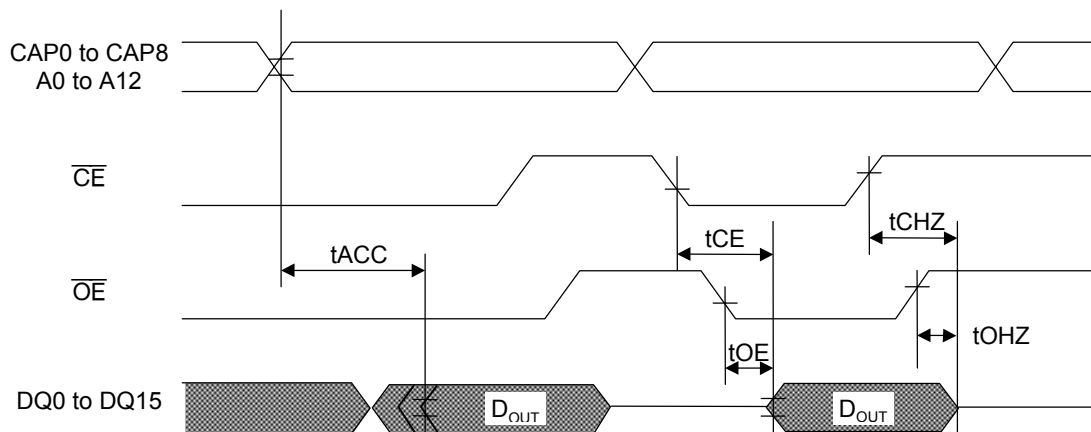 CAP0 to CAP8
A0 to A12
CE
tCE
tCHZ
tACC
OE
tOE
tOHZ
DQ0 to DQ15
DOUT
DOUT